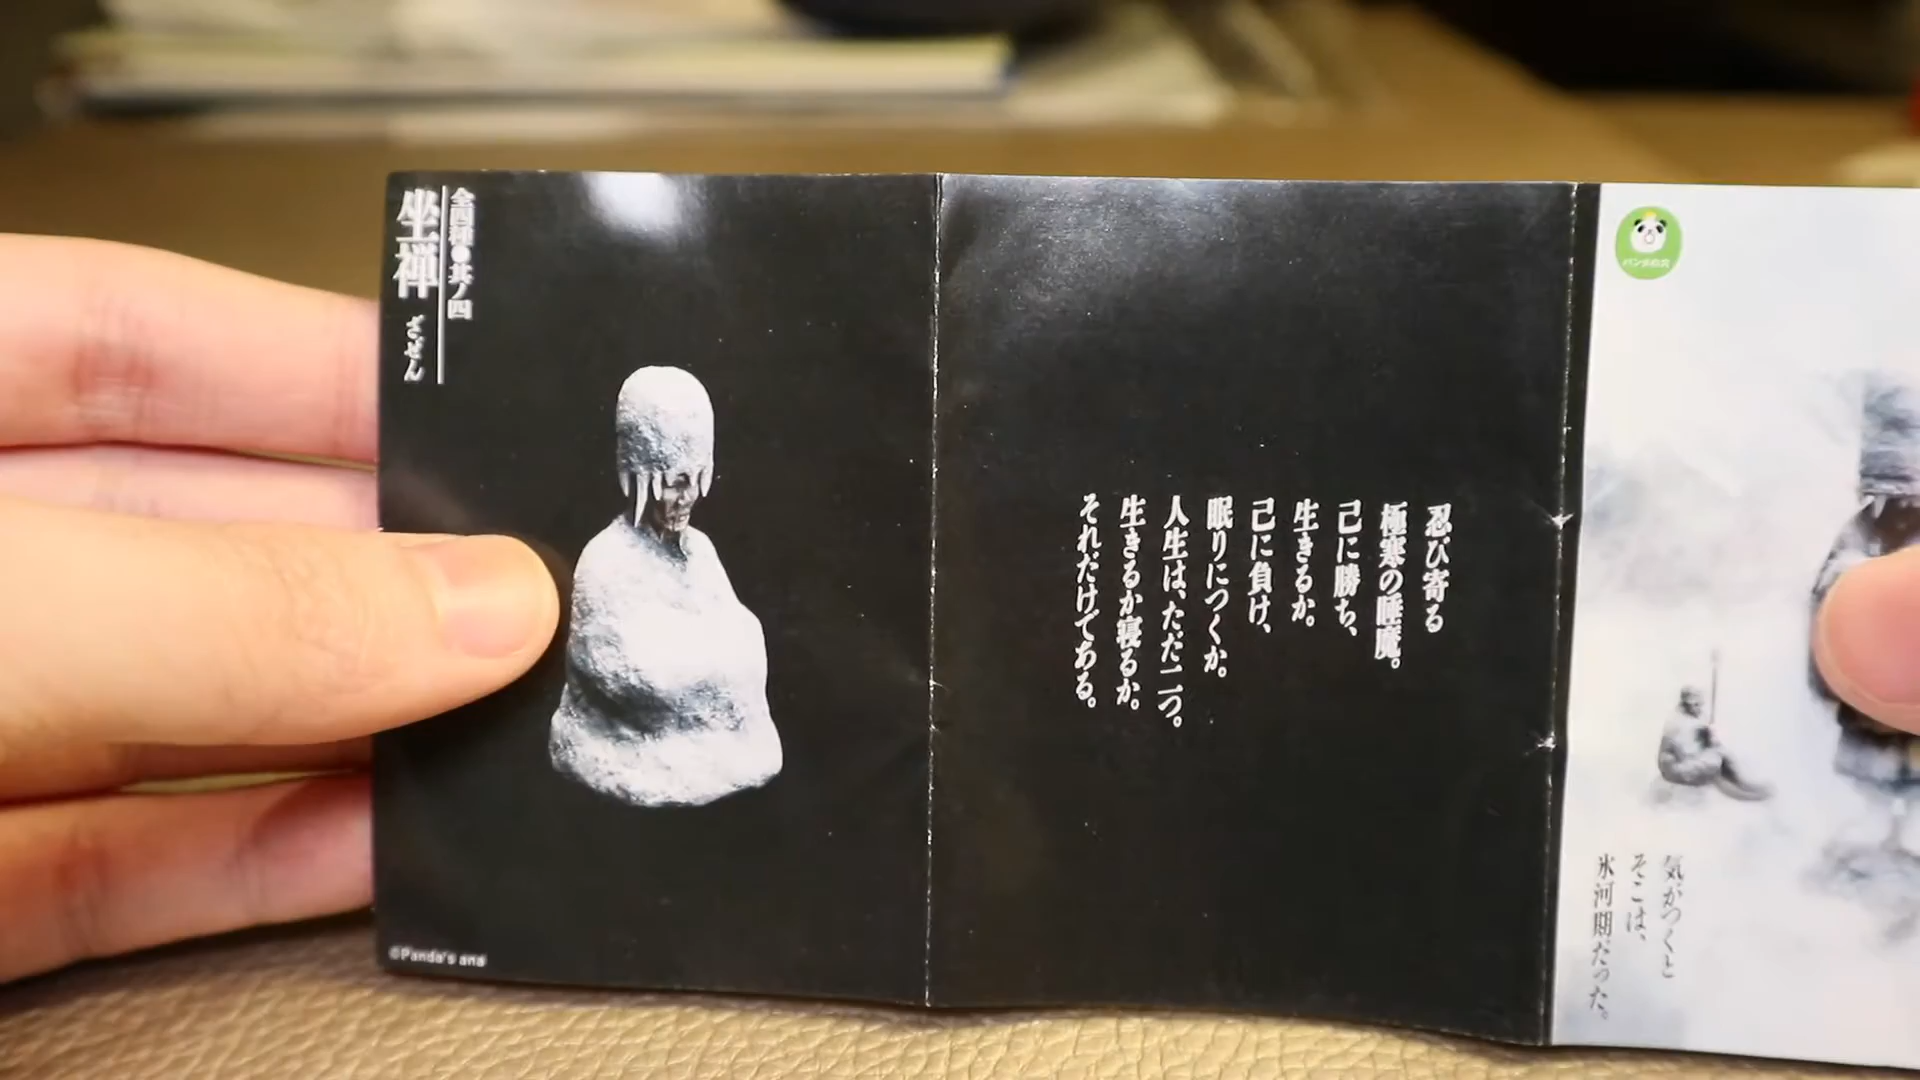 全四種●其ノ四
坐禅 ざぜん
©Panda's ana
忍び寄る
極寒の睡魔。
己に勝ち、
生きるか。
己に負け、
眠りにつくか。
人生は、ただ二つ。
生きるか寝るか。
それだけである。
パンダの穴
気がつくと
そこは、
氷河期だった。